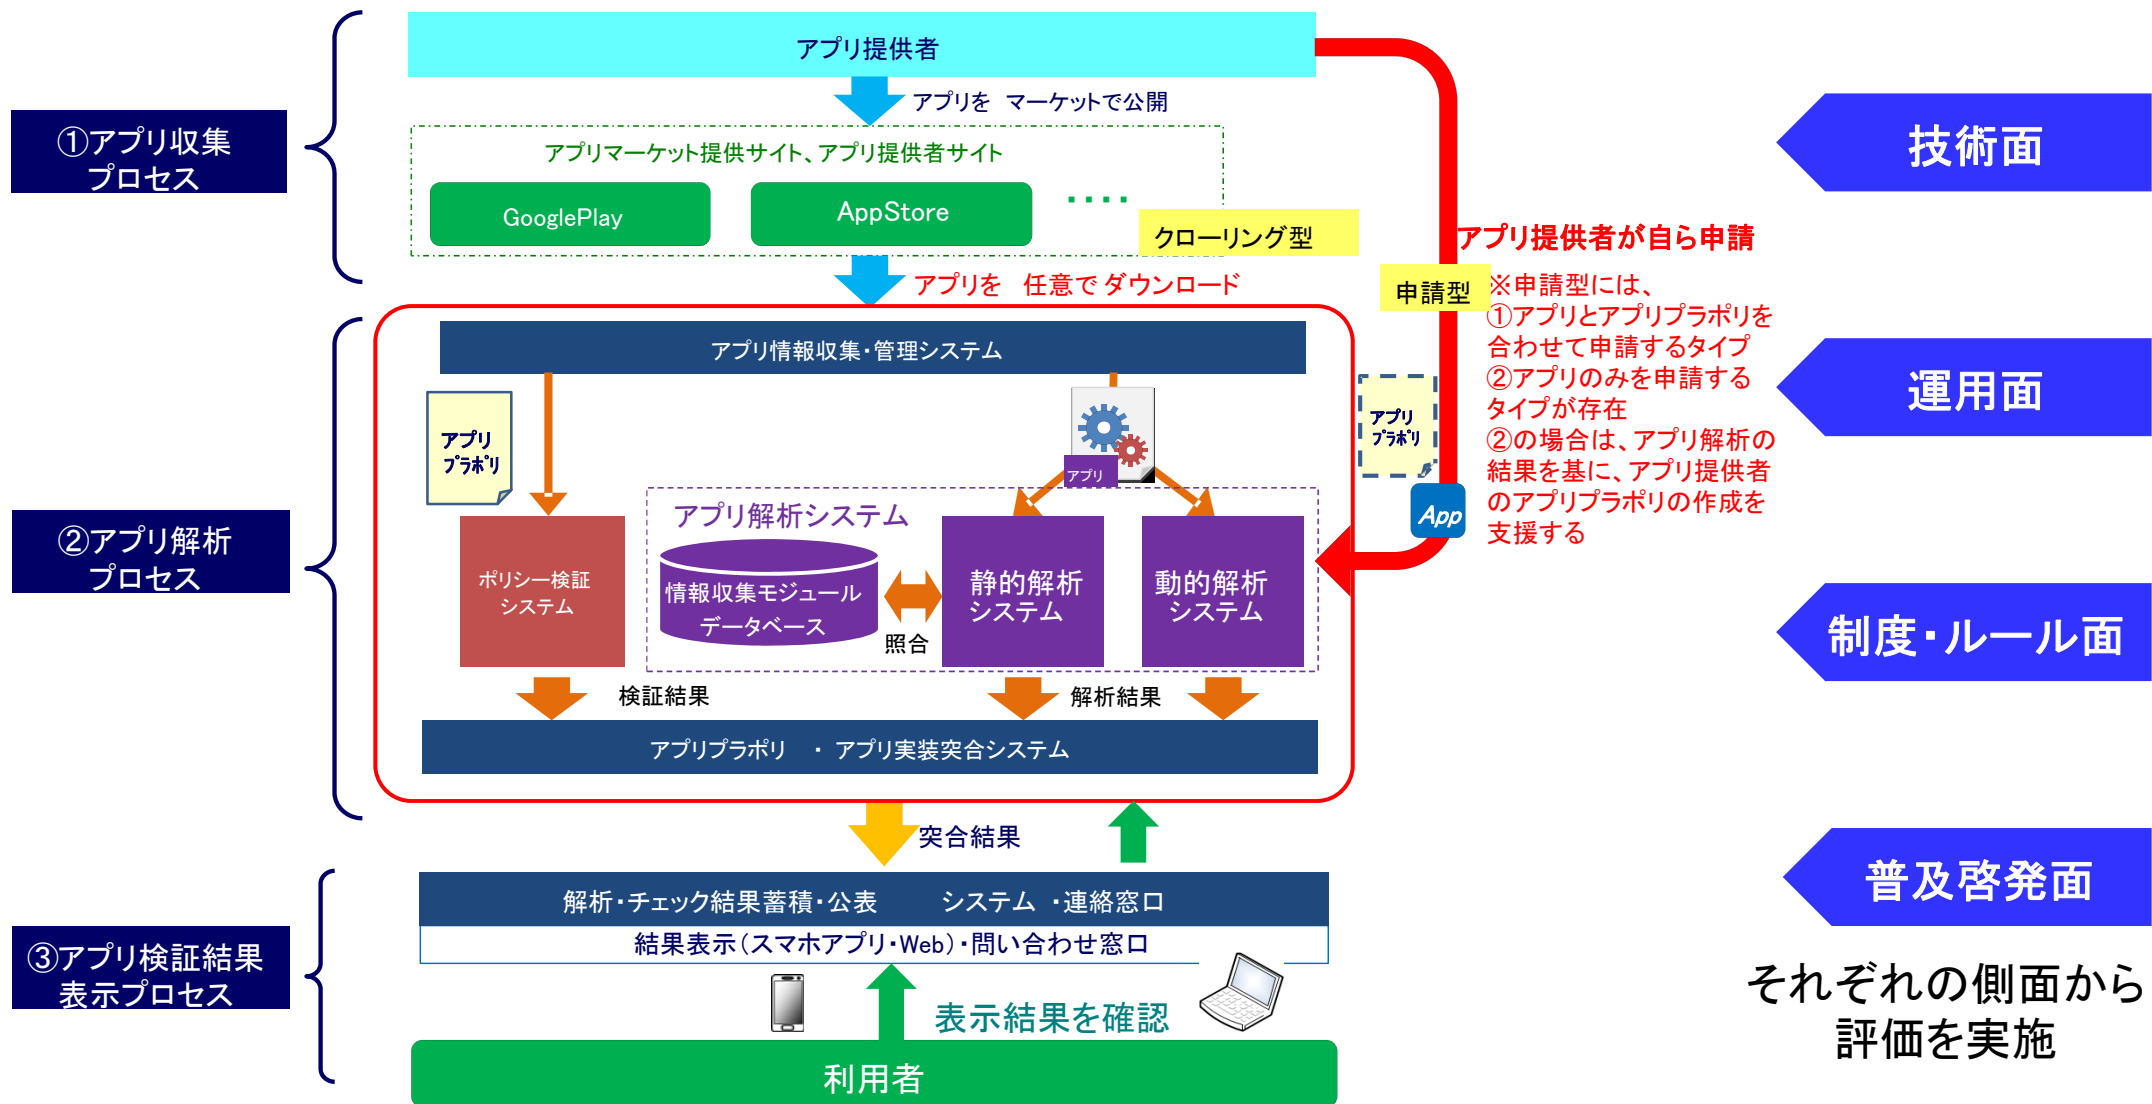 アプリ提供者
アプリを マーケットで公開
①アプリ収集
プロセス
アプリマーケット提供サイト、アプリ提供者サイト
GooglePlay
AppStore
・・・・
クローリング型
アプリを 任意で ダウンロード
アプリ提供者が自ら申請
申請型
※申請型には、
①アプリとアプリプラポリを
合わせて申請するタイプ
②アプリのみを申請する
タイプが存在
②の場合は、アプリ解析の
結果を基に、アプリ提供者
のアプリプラポリの作成を
支援する
アプリ
プラポリ
App
②アプリ解析
プロセス
アプリ情報収集・管理システム
アプリ
プラポリ
アプリ
アプリ解析システム
ポリシー検証
システム
情報収集モジュール
データベース
照合
静的解析
システム
動的解析
システム
検証結果
解析結果
アプリプラポリ ・ アプリ実装突合システム
突合結果
③アプリ検証結果
表示プロセス
解析・チェック結果蓄積・公表 システム ・連絡窓口
結果表示（スマホアプリ・Web）・問い合わせ窓口
表示結果を確認
利用者
技術面
運用面
制度・ルール面
普及啓発面
それぞれの側面から
評価を実施